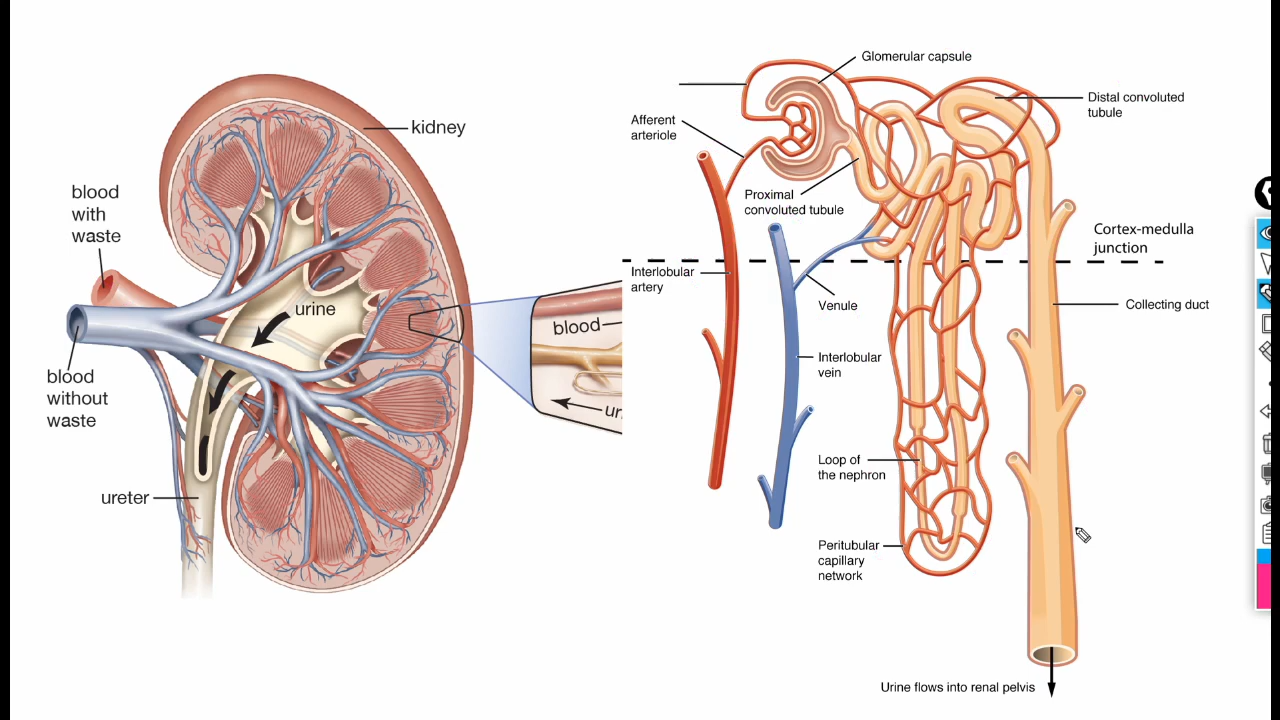 kidney
blood
with
waste
urine
blood
without
waste
ureter
blood
ur
Glomerular capsule
Afferent
arteriole
Distal convoluted
tubule
Proximal
convoluted tubule
Cortex-medulla
junction
Interlobular
artery
Venule
Collecting duct
Interlobular
vein
Loop of
the nephron
Peritubular
capillary
network
Urine flows into renal pelvis